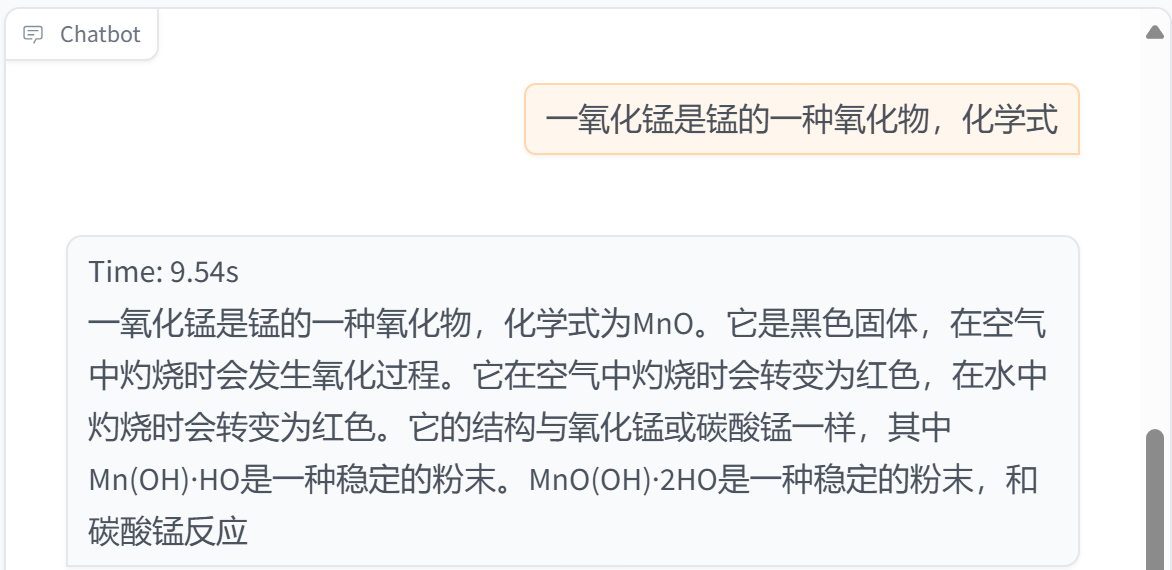 Chatbot
一氧化锰是锰的一种氧化物，化学式
Time: 9.54s
一氧化锰是锰的一种氧化物，化学式为MnO。它是黑色固体，在空气
中灼烧时会发生氧化过程。它在空气中灼烧时会转变为红色，在水中
灼烧时会转变为红色。它的结构与氧化锰或碳酸锰一样，其中
Mn(OH)·HO是一种稳定的粉末。MnO(OH)·2HO是一种稳定的粉末，和
碳酸锰反应